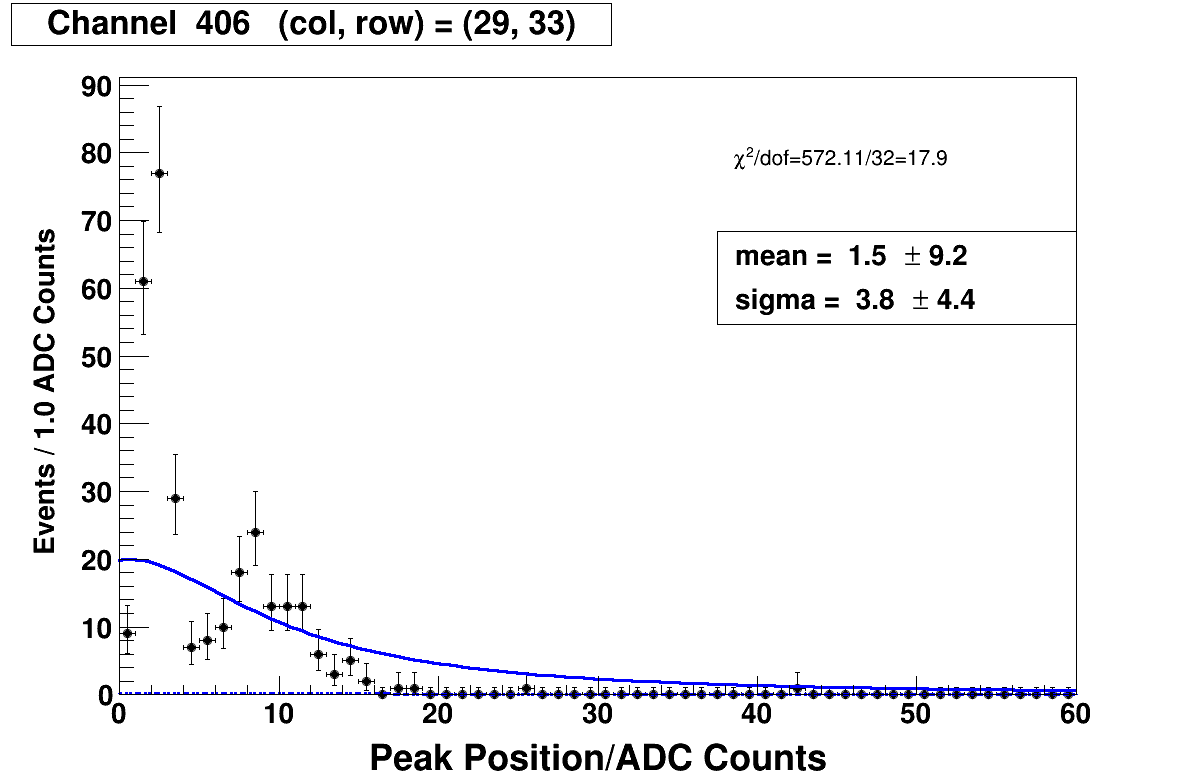 Channel 406 (col, row) = (29, 33)
90
80
70
60
50
40
30
20
10
0
Events / 1.0 ADC Counts
χ²/dof=572.11/32=17.9
mean = 1.5 ± 9.2
sigma = 3.8 ± 4.4
0 10 20 30 40 50 60
Peak Position/ADC Counts